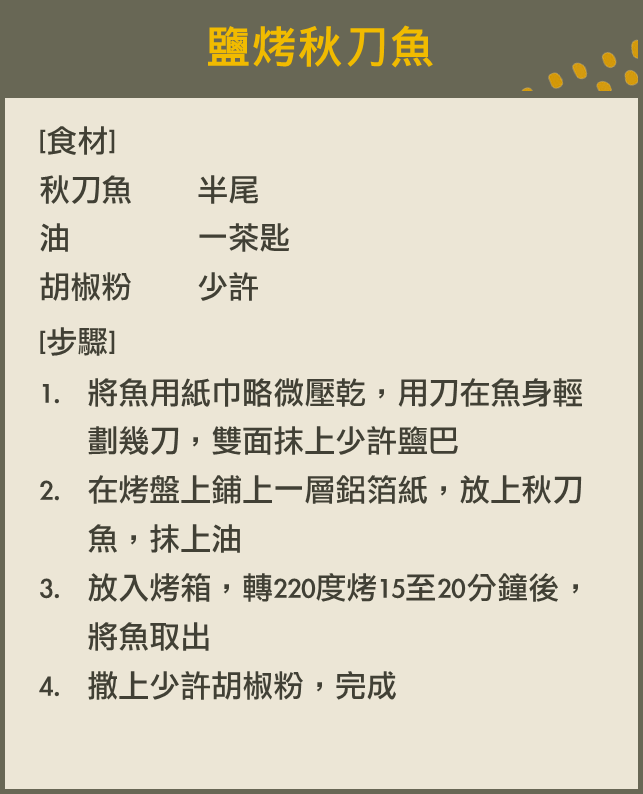 鹽烤秋刀魚
[食材]
秋刀魚 半尾
油 一茶匙
胡椒粉 少許
[步驟]
1. 將魚用紙巾略微壓乾，用刀在魚身輕
劃幾刀，雙面抹上少許鹽巴
2. 在烤盤上鋪上一層鋁箔紙，放上秋刀
魚，抹上油
3. 放入烤箱，轉220度烤15至20分鐘後，
將魚取出
4. 撒上少許胡椒粉，完成